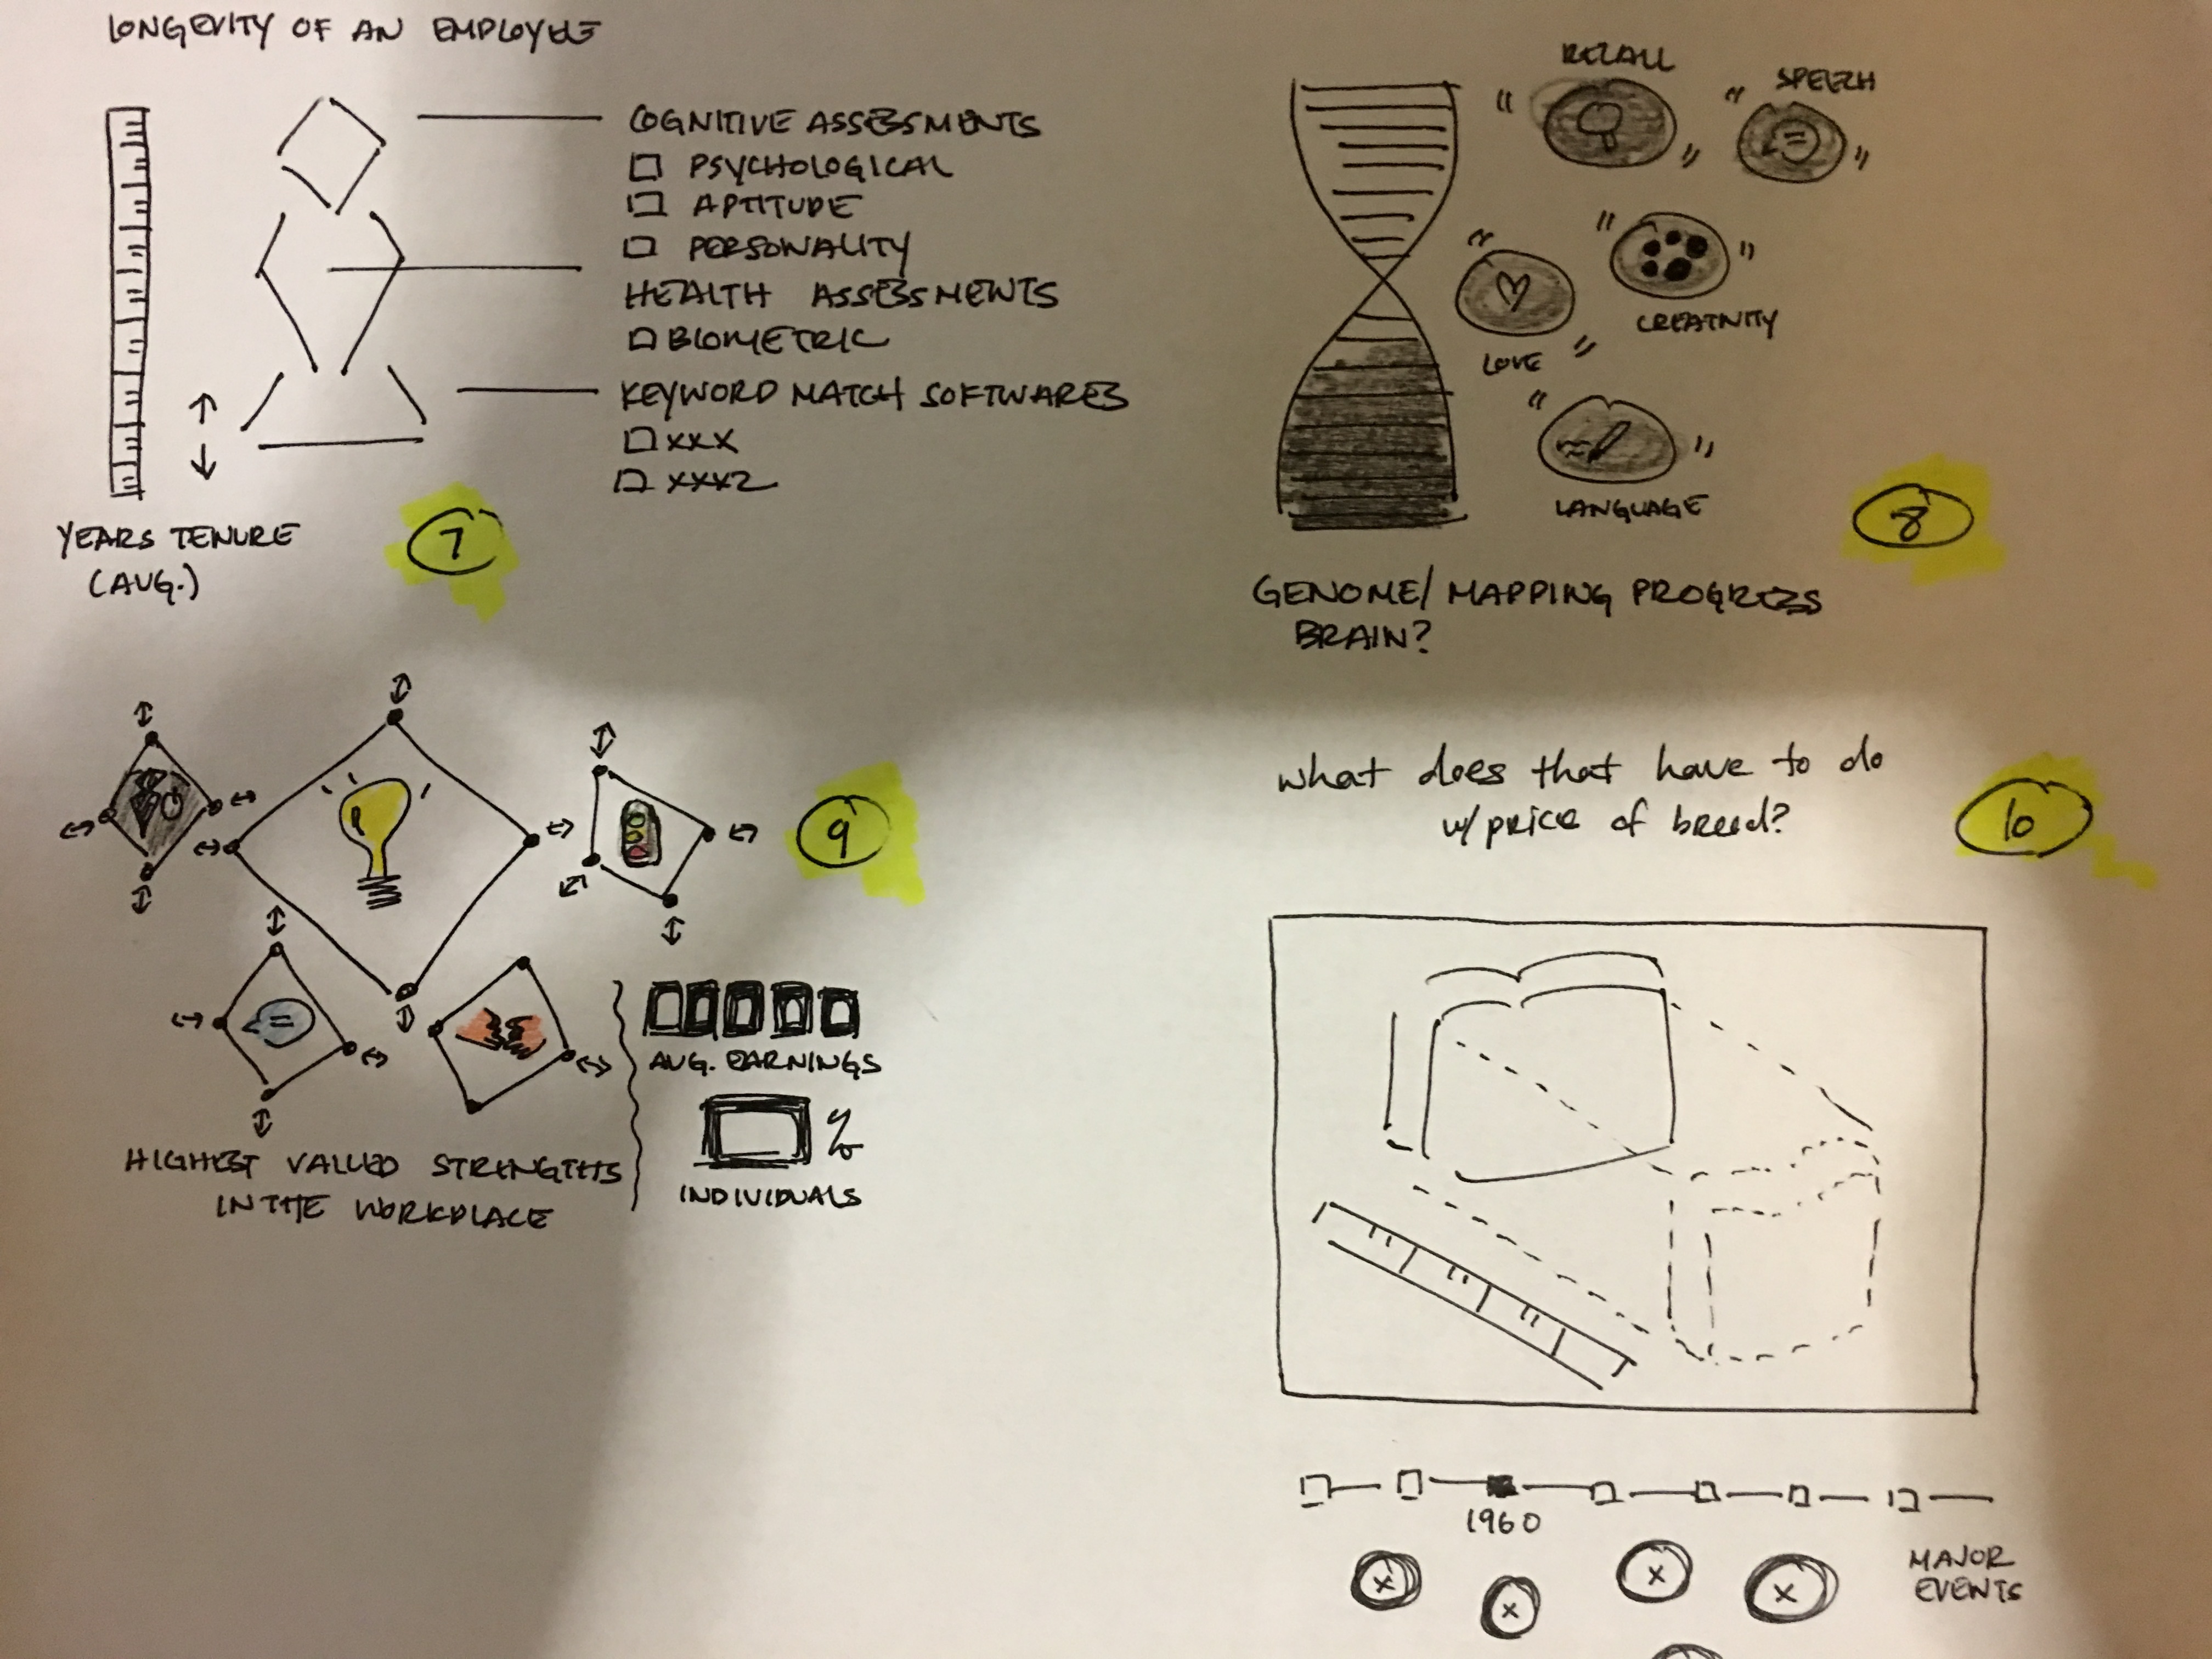 LONGEVITY OF AN EMPLOYEE
COGNITIVE ASSESSMENTS
PSYCHOLOGICAL
APTITUDE
PERSONALITY
HEALTH ASSESSMENTS
BIOMETRIC
KEYWORD MATCH SOFTWARES
XXX
XXX2
YEARS TENURE
(AVG.)
7
RECALL
SPEECH
LOVE
CREATIVITY
LANGUAGE
8
GENOME/MAPPING PROGRESS
BRAIN?
9
AVG. EARNINGS
%
INDIVIDUALS
HIGHEST VALUED STRENGTHS
IN THE WORKPLACE
what does that have to do
w/ price of breed?
10
1960
X X X X
MAJOR
EVENTS